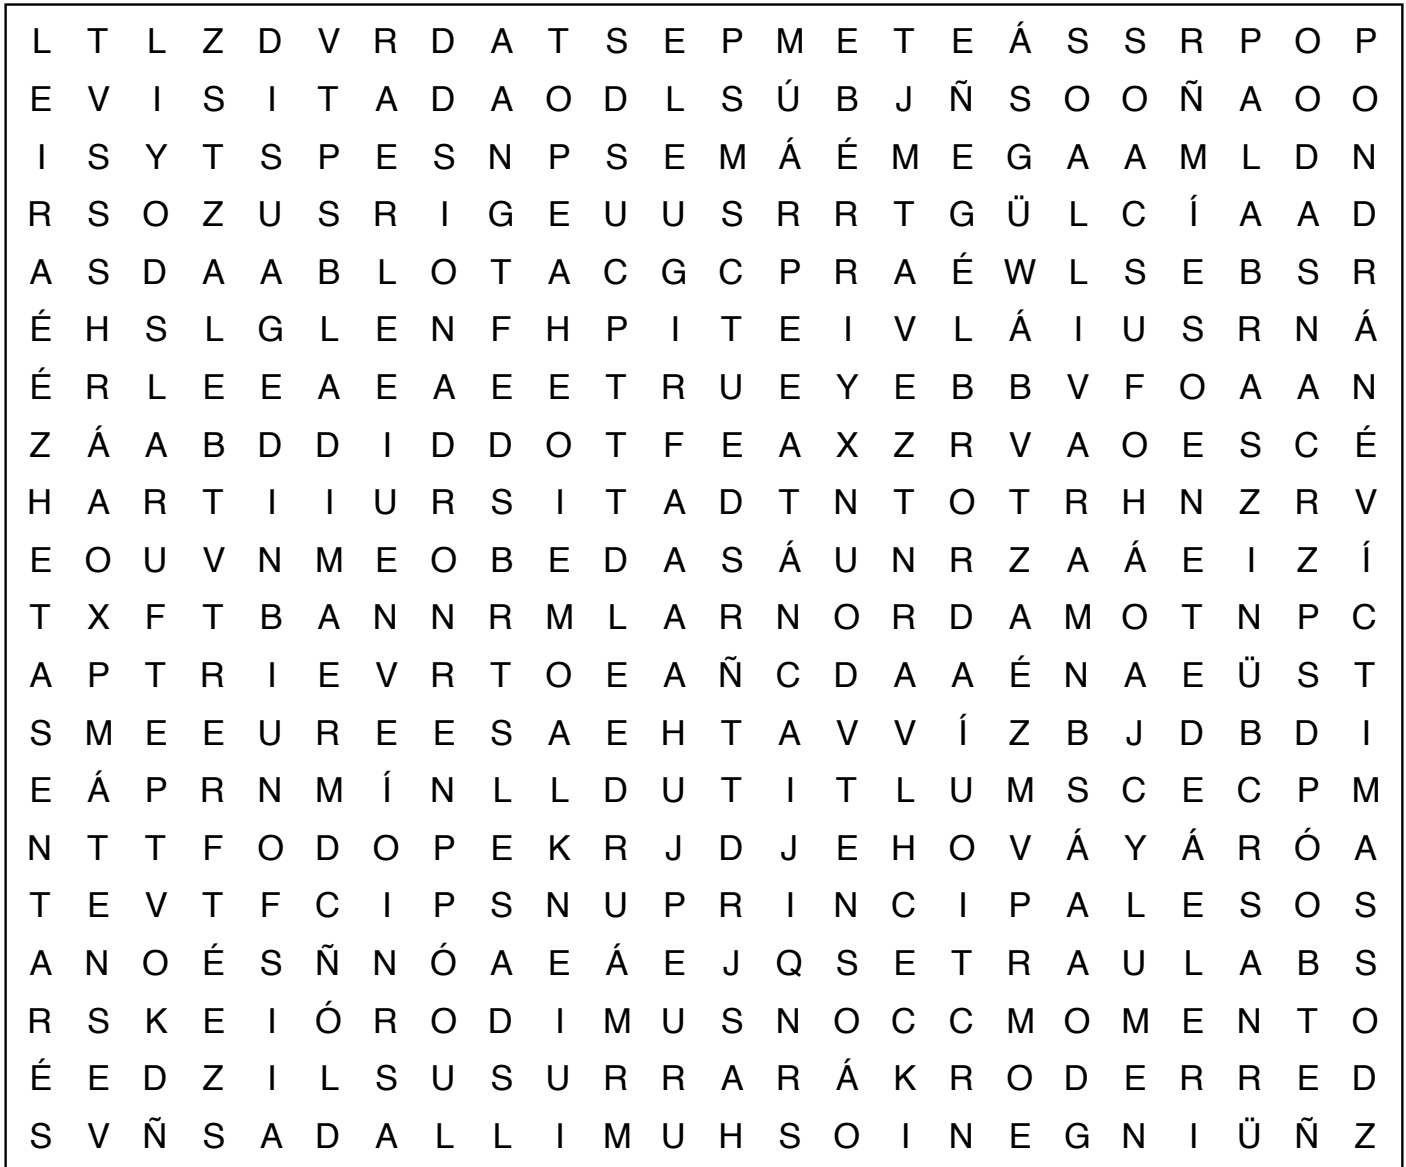 L T L Z D V R D A T S E P M E T E Á S S R P O P
E V I S I T A D A O D L S Ú B J Ñ S O O Ñ A O O
I S Y T S P E S N P S E M Á É M E G A A M L D N
R S O Z U S R I G E U U S R R T G Ü L C Í A A D
A S D A A B L O T A C G C P R A É W L S E B S R
É H S L G L E N F H P I T E I V L Á I U S R N Á
É R L E E A E A E E T R U E Y E B B V F O A A N
Z Á A B D D I D D O T F E A X Z R V A O E S C É
H A R T I I U R S I T A D T N T O T R H N Z R V
E O U V N M E O B E D A S Á U N R Z A Á E I Z Í
T X F T B A N N R M L A R N O R D A M O T N P C
A P T R I E V R T O E A Ñ C D A A É N A E Ü S T
S M E E U R E E S A E H T A V V Í Z B J D B D I
E Á P R N M Í N L L D U T I T L U M S C E C P M
N T T F O D O P E K R J D J E H O V Á Y Á R Ó A
T E V T F C I P S N U P R I N C I P A L E S O S
A N O É S Ñ N Ó A E Á E J Q S E T R A U L A B S
R S K E I Ó R O D I M U S N O C C M O M E N T O
É E D Z I L S U S U R R A R Á K R O D E R R E D
S V Ñ S A D A L L I M U H S O I N E G N I Ü Ñ Z